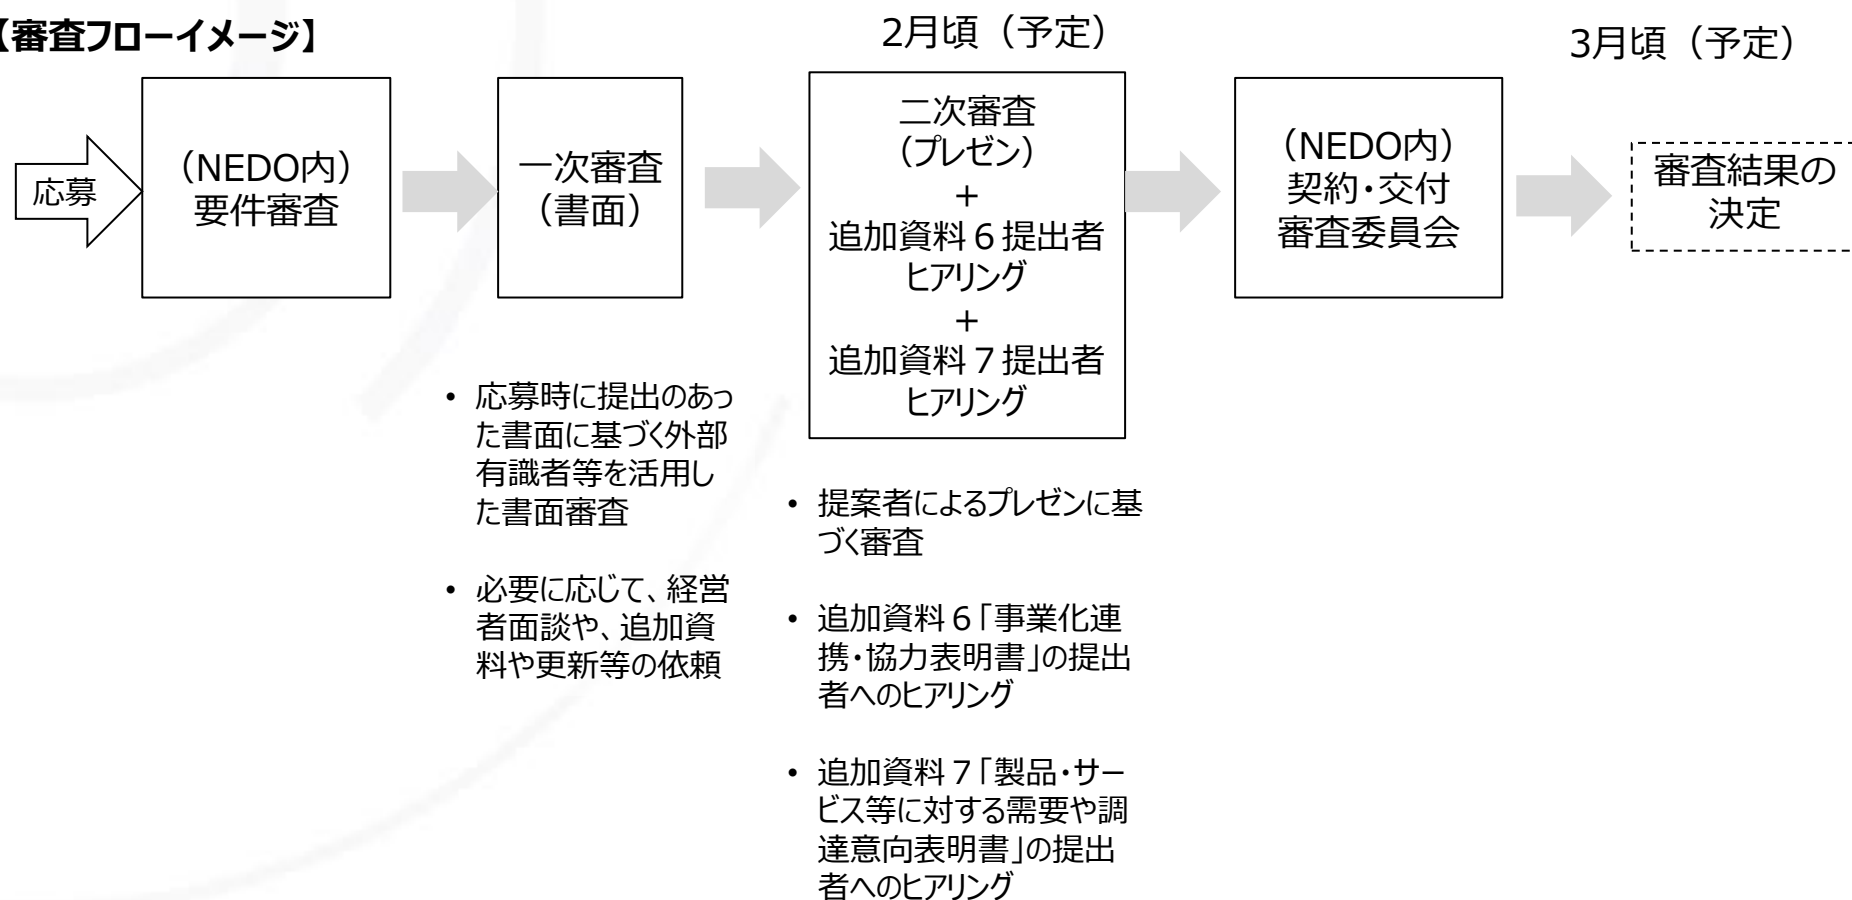 【審査フローイメージ】
2月頃（予定）
3月頃（予定）
応募
（NEDO内）
要件審査
一次審査
（書面）
二次審査
（プレゼン）
＋
追加資料６提出者
ヒアリング
＋
追加資料７提出者
ヒアリング
（NEDO内）
契約・交付
審査委員会
審査結果の
決定
• 応募時に提出のあっ
た書面に基づく外部
有識者等を活用し
た書面審査
• 必要に応じて、経営
者面談や、追加資
料や更新等の依頼
• 提案者によるプレゼンに基
づく審査
• 追加資料６「事業化連
携・協力表明書」の提出
者へのヒアリング
• 追加資料７「製品・サー
ビス等に対する需要や調
達意向表明書」の提出
者へのヒアリング